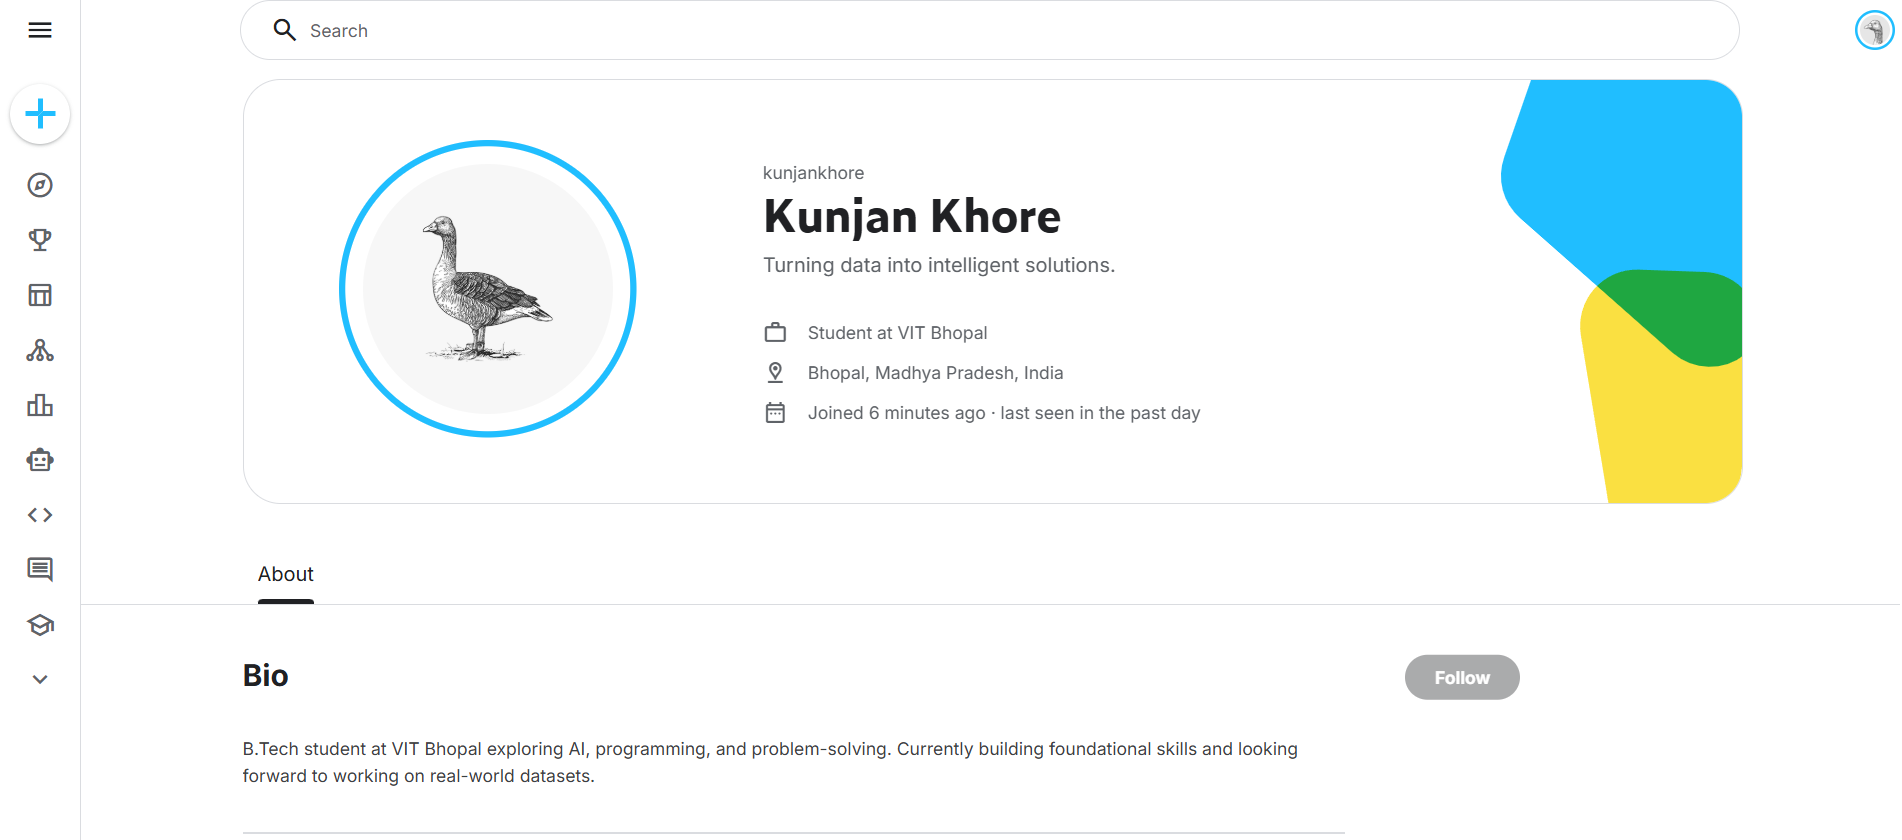 Search
kunjankhore
Kunjan Khore
Turning data into intelligent solutions.
Student at VIT Bhopal
Bhopal, Madhya Pradesh, India
Joined 6 minutes ago · last seen in the past day
About
Bio
Follow
B.Tech student at VIT Bhopal exploring AI, programming, and problem-solving. Currently building foundational skills and looking
forward to working on real-world datasets.